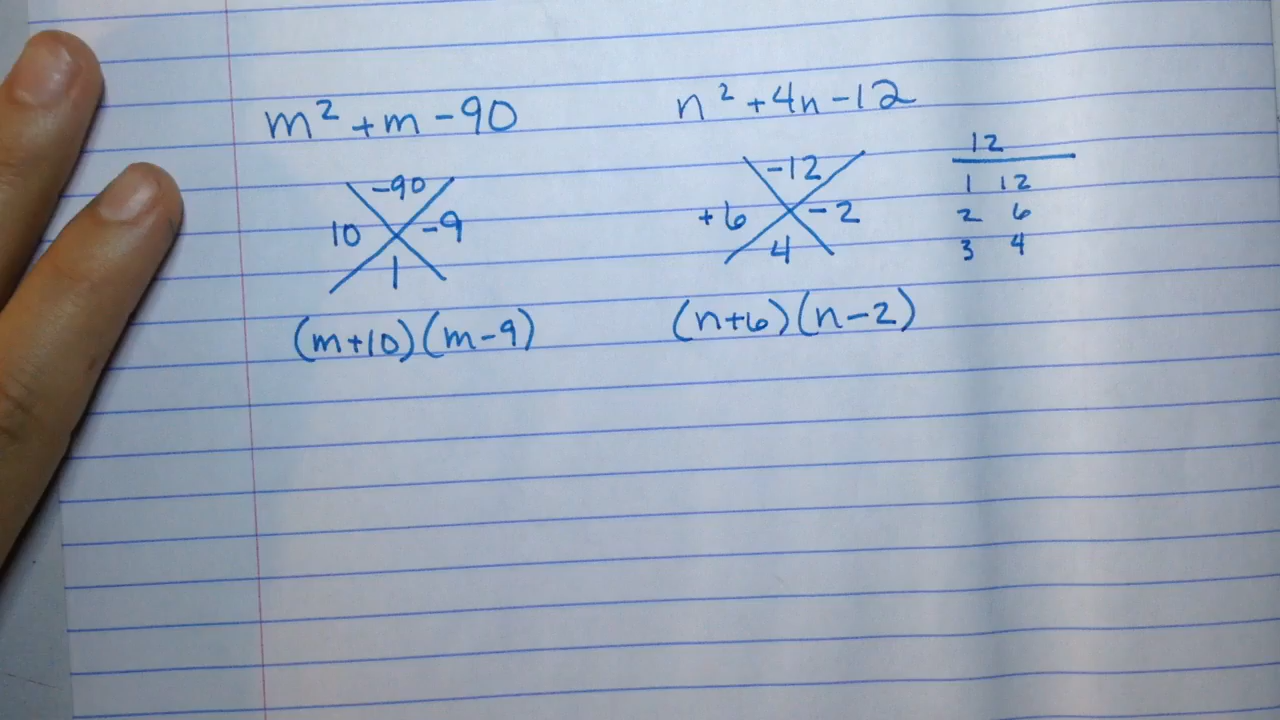 m² + m - 90
-90
10 -9
1
(m+10)(m-9)
n² + 4n - 12
-12
+6 -2
4
(n+6)(n-2)
12
1 12
2 6
3 4